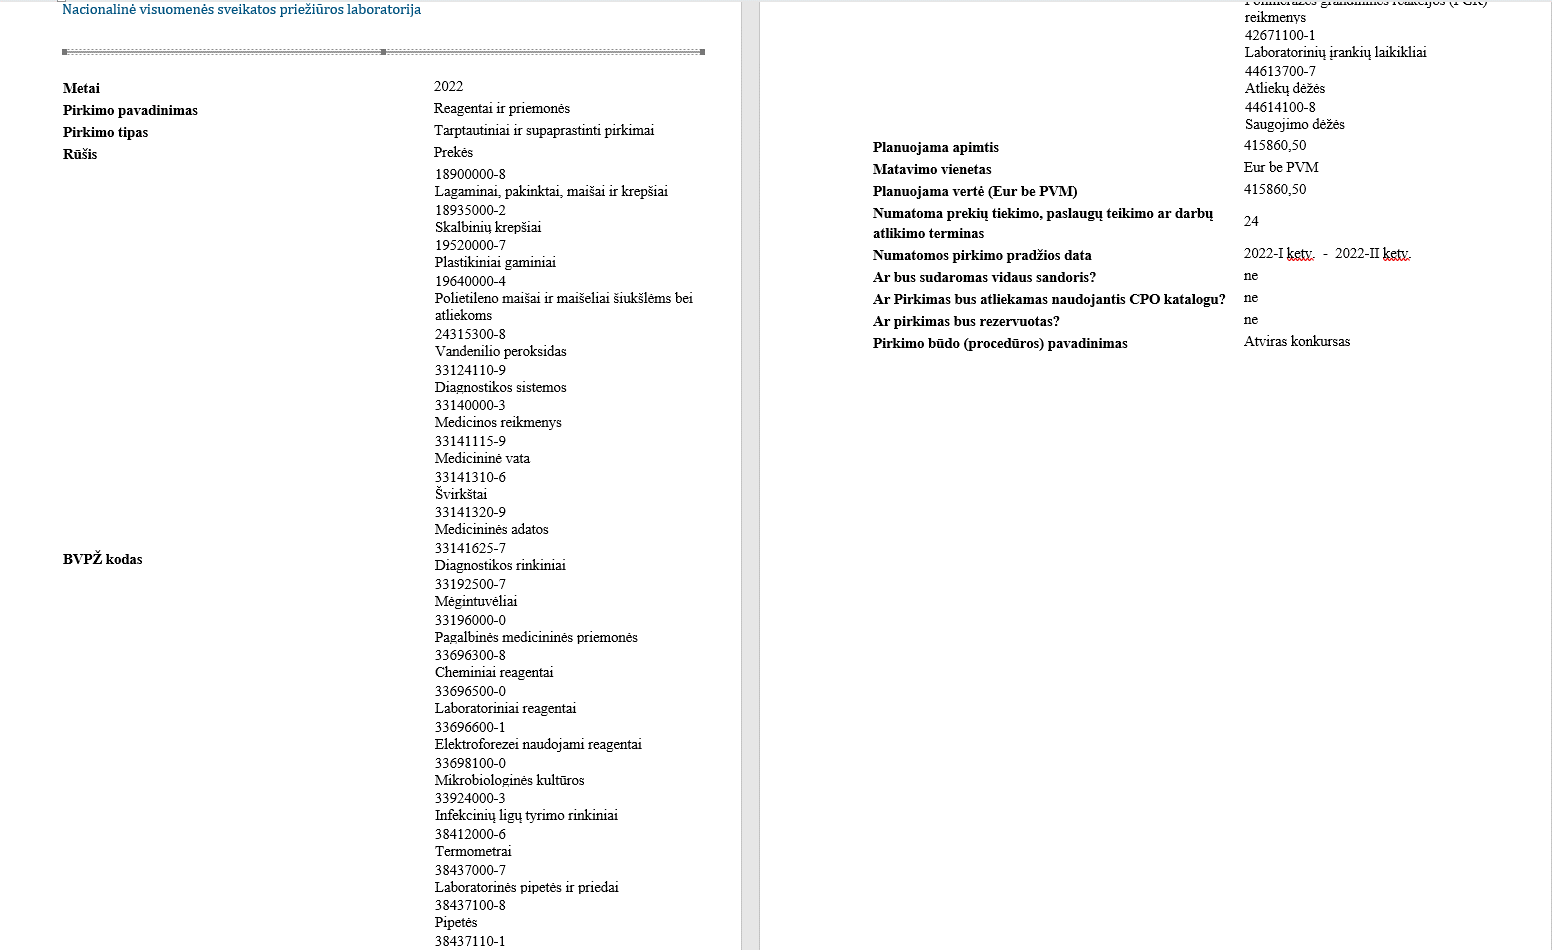 Nacionalinė visuomenės sveikatos priežiūros laboratorija
Metai 2022
Pirkimo pavadinimas Reagentai ir priemonės
Pirkimo tipas Tarptautiniai ir supaprastinti pirkimai
Rūšis Prekės
BVPŽ kodas
18900000-8
Lagaminai, pakinktai, maišai ir krepšiai
18935000-2
Skalbinių krepšiai
19520000-7
Plastikiniai gaminiai
19640000-4
Polietileno maišai ir maišeliai šiukšlėms bei
atliekoms
24315300-8
Vandenilio peroksidas
33124110-9
Diagnostikos sistemos
33140000-3
Medicinos reikmenys
33141115-9
Medicininė vata
33141310-6
Švirkštai
33141320-9
Medicininės adatos
33141625-7
Diagnostikos rinkiniai
33192500-7
Mėgintuvėliai
33196000-0
Pagalbinės medicininės priemonės
33696300-8
Cheminiai reagentai
33696500-0
Laboratoriniai reagentai
33696600-1
Elektroforezei naudojami reagentai
33698100-0
Mikrobiologinės kultūros
33924000-3
Infekcinių ligų tyrimo rinkiniai
38412000-6
Termometrai
38437000-7
Laboratorinės pipetės ir priedai
38437100-8
Pipetės
38437110-1
Polimerazės grandininės reakcijos (PGR)
reikmenys
42671100-1
Laboratorinių įrankių laikikliai
44613700-7
Atliekų dėžės
44614100-8
Saugojimo dėžės
Planuojama apimtis 415860,50
Matavimo vienetas Eur be PVM
Planuojama vertė (Eur be PVM) 415860,50
Numatoma prekių tiekimo, paslaugų teikimo ar darbų
atlikimo terminas 24
Numatomos pirkimo pradžios data 2022-I ketv. - 2022-II ketv.
Ar bus sudaromas vidaus sandoris? ne
Ar Pirkimas bus atliekamas naudojantis CPO katalogu? ne
Ar pirkimas bus rezervuotas? ne
Pirkimo būdo (procedūros) pavadinimas Atviras konkursas